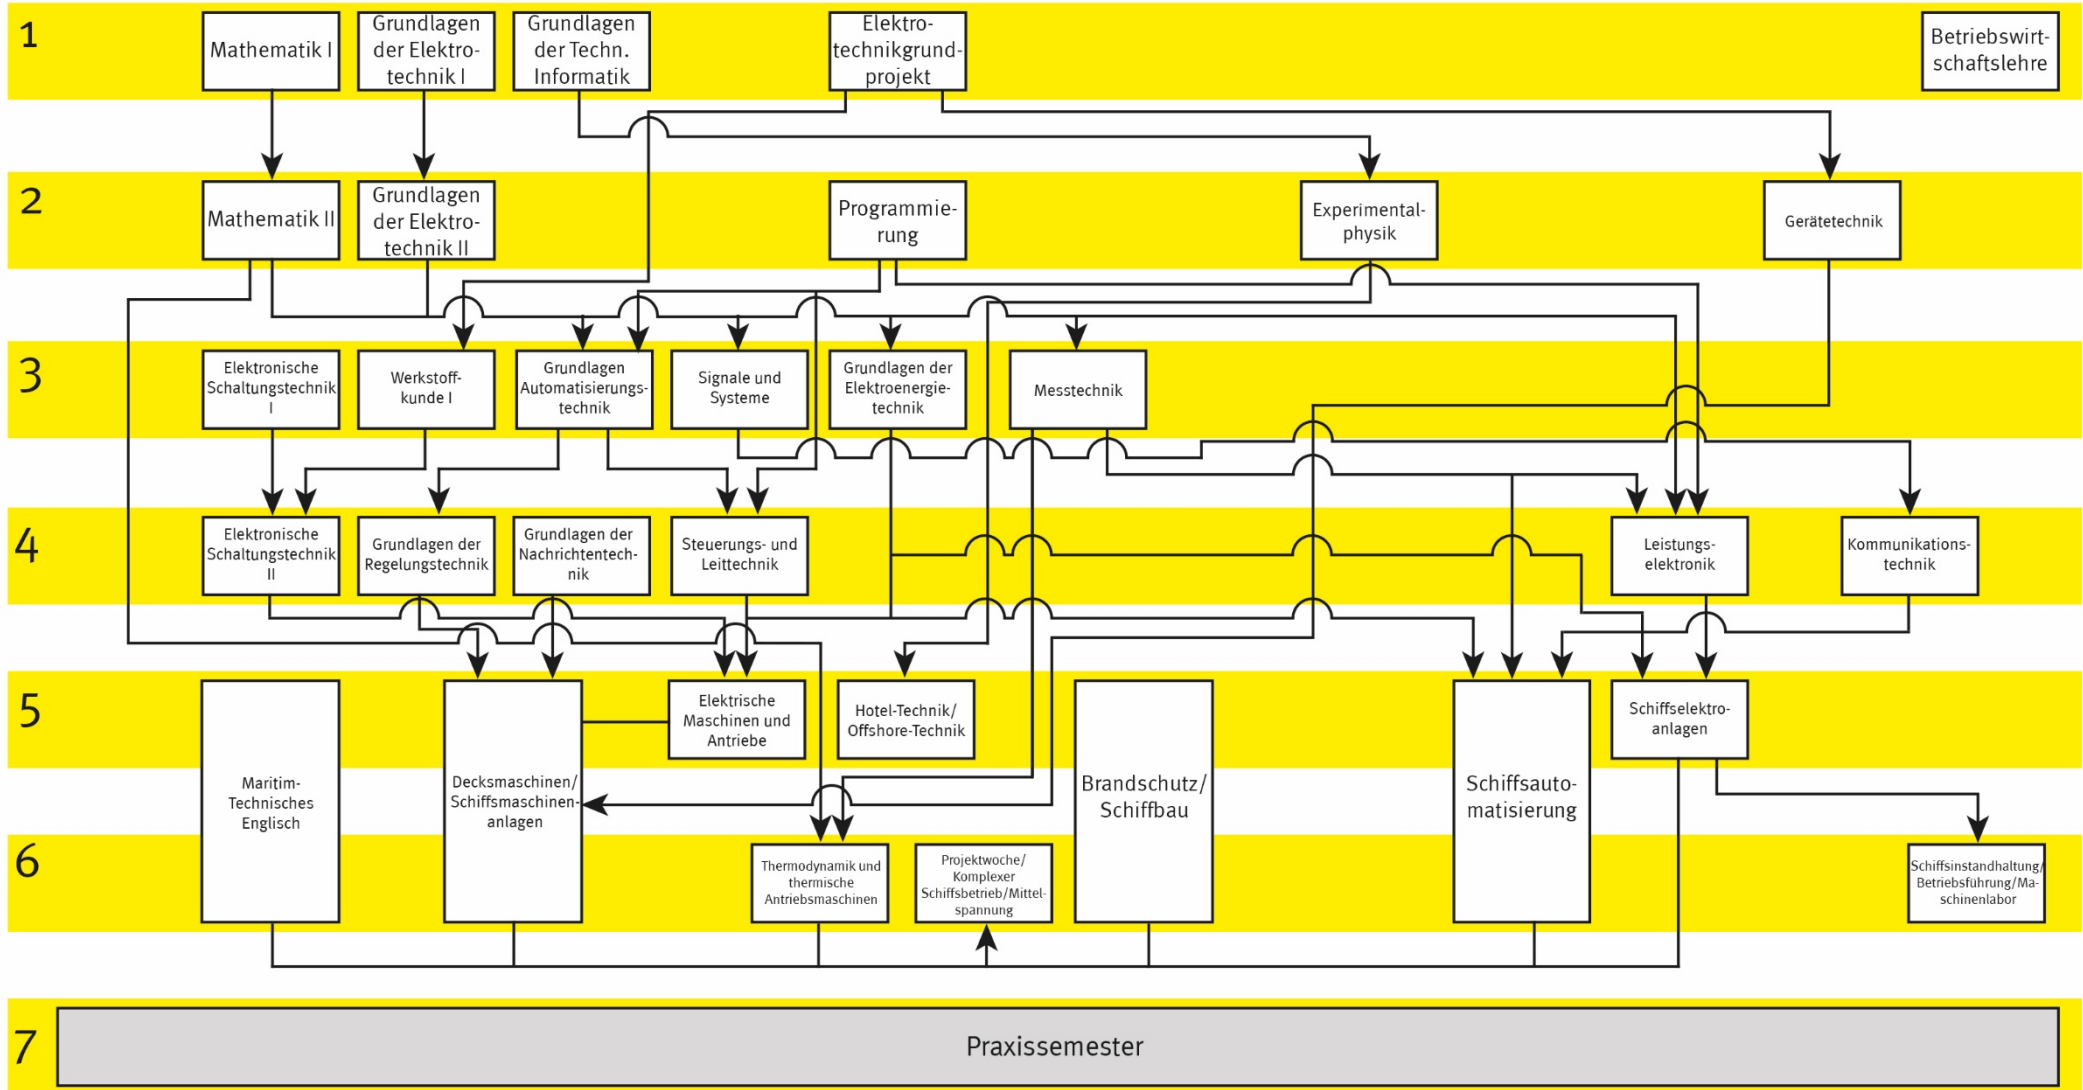 1
Mathematik I
Grundlagen
der Elektro-
technik I
Grundlagen
der Techn.
Informatik
Elektro-
technikgrund-
projekt
Betriebswirt-
schaftslehre
2
Mathematik II
Grundlagen
der Elektro-
technik II
Programmie-
rung
Experimental-
physik
Gerätetechnik
3
Elektronische
Schaltungstechnik
I
Werkstoff-
kunde I
Grundlagen
Automatisierungs-
technik
Signale und
Systeme
Grundlagen der
Elektroenergie-
technik
Messtechnik
4
Elektronische
Schaltungstechnik
II
Grundlagen der
Regelungstechnik
Grundlagen der
Nachrichtentech-
nik
Steuerungs- und
Leittechnik
Leistungs-
elektronik
Kommunikations-
technik
5
Maritim-
Technisches
Englisch
Decksmaschinen/
Schiffsmaschinen-
anlagen
Elektrische
Maschinen und
Antriebe
Hotel-Technik/
Offshore-Technik
Brandschutz/
Schiffbau
Schiffsauto-
matisierung
Schiffselektro-
anlagen
6
Thermodynamik und
thermische
Antriebsmaschinen
Projektwoche/
Komplexer
Schiffsbetrieb/Mittel-
spannung
Schiffsinstandhaltung/
Betriebsführung/Ma-
schinenlabor
7
Praxissemester